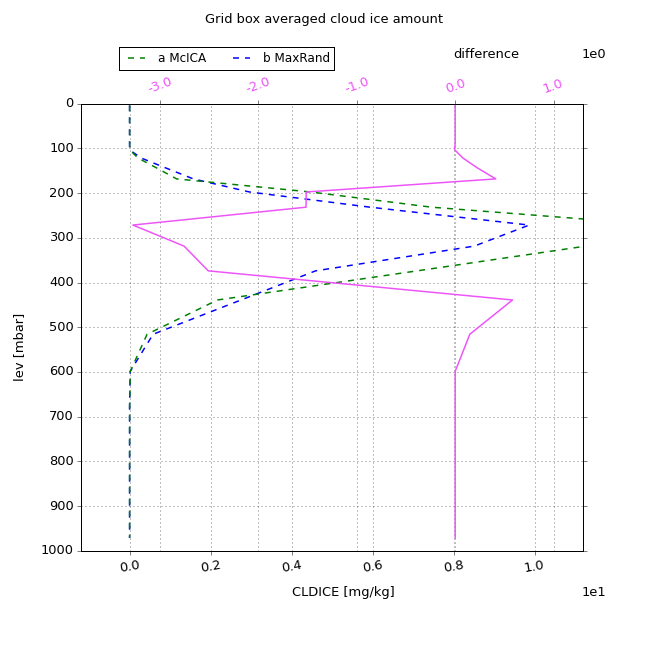 Grid box averaged cloud ice amount
a McICA b MaxRand
difference 1e0
-3.0 -2.0 -1.0 0.0 1.0
0
100
200
300
400
500
600
700
800
900
1000
lev [mbar]
0.0 0.2 0.4 0.6 0.8 1.0
CLDICE [mg/kg] 1e1